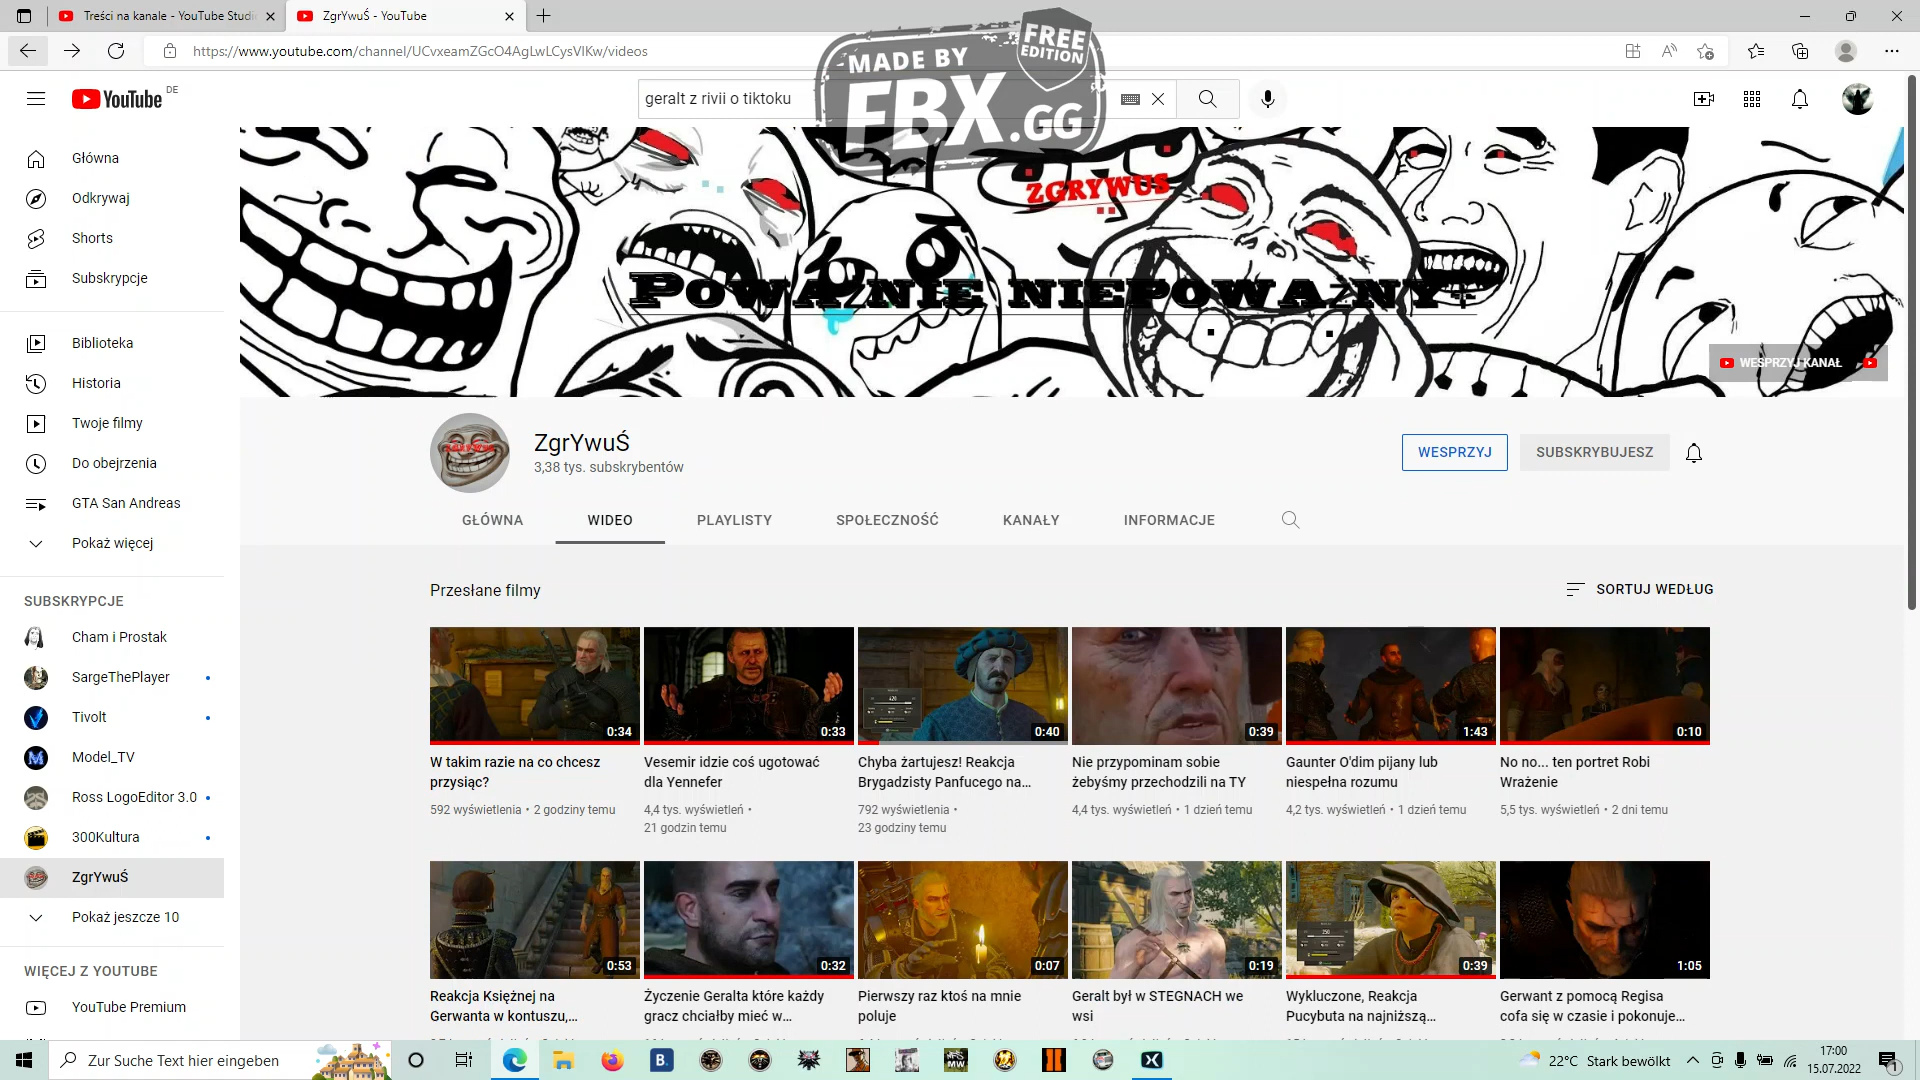 Treści na kanale - YouTube Studi
ZgrYwuŚ - YouTube
https://www.youtube.com/channel/UCvxeamZGcO4AgLwLCysVIKw/videos
MADE BY
FREE
EDITION
FBX.GG
YouTube DE
geralt z rivii o tiktoku
ZGRYWUS
POWAŻNIE NIEPOWAŻNY
WESPRZYJ KANAŁ
Główna
Odkrywaj
Shorts
Subskrypcje
Biblioteka
Historia
Twoje filmy
Do obejrzenia
GTA San Andreas
Pokaż więcej
SUBSKRYPCJE
Cham i Prostak
SargeThePlayer
Tivolt
Model_TV
Ross LogoEditor 3.0
300Kultura
ZgrYwuŚ
Pokaż jeszcze 10
WIĘCEJ Z YOUTUBE
YouTube Premium
ZgrYwuŚ
3,38 tys. subskrybentów
WESPRZYJ
SUBSKRYBUJESZ
GŁÓWNA WIDEO PLAYLISTY SPOŁECZNOŚĆ KANAŁY INFORMACJE
Przesłane filmy
SORTUJ WEDŁUG
0:34
W takim razie na co chcesz
przysiąc?
592 wyświetlenia • 2 godziny temu
0:33
Vesemir idzie coś ugotować
dla Yennefer
4,4 tys. wyświetleń •
21 godzin temu
0:40
Chyba żartujesz! Reakcja
Brygadzisty Panfucego na...
792 wyświetlenia •
23 godziny temu
0:39
Nie przypominam sobie
żebyśmy przechodzili na TY
4,4 tys. wyświetleń • 1 dzień temu
1:43
Gaunter O'dim pijany lub
niespełna rozumu
4,2 tys. wyświetleń • 1 dzień temu
0:10
No no... ten portret Robi
Wrażenie
5,5 tys. wyświetleń • 2 dni temu
0:53
Reakcja Księżnej na
Gerwanta w kontuszu,...
0:32
Życzenie Geralta które każdy
gracz chciałby mieć w...
0:07
Pierwszy raz ktoś na mnie
poluje
0:19
Geralt był w STEGNACH we
wsi
0:39
Wykluczone, Reakcja
Pucybuta na najniższą...
1:05
Gerwant z pomocą Regisa
cofa się w czasie i pokonuje...
Zur Suche Text hier eingeben
22°C Stark bewölkt
17:00
15.07.2022